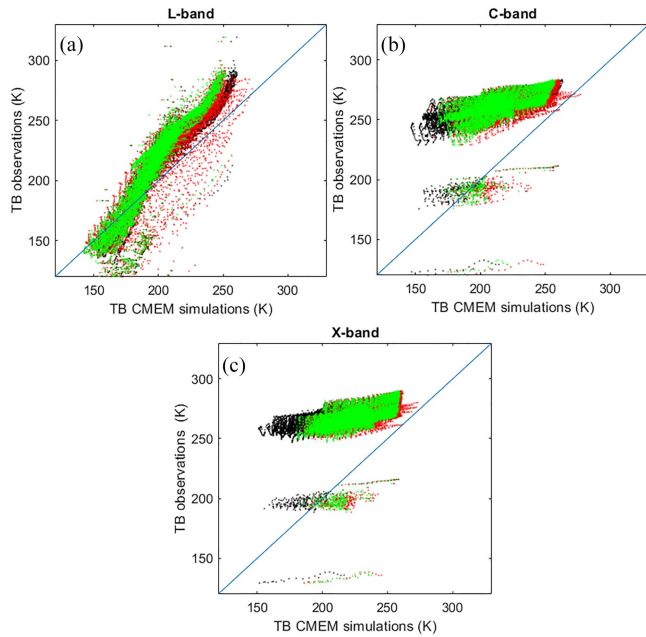 L-band
(a)
TB observations (K)
300
250
200
150
150 200 250 300
TB CMEM simulations (K)
C-band
(b)
TB observations (K)
300
250
200
150
150 200 250 300
TB CMEM simulations (K)
X-band
(c)
TB observations (K)
300
250
200
150
150 200 250 300
TB CMEM simulations (K)